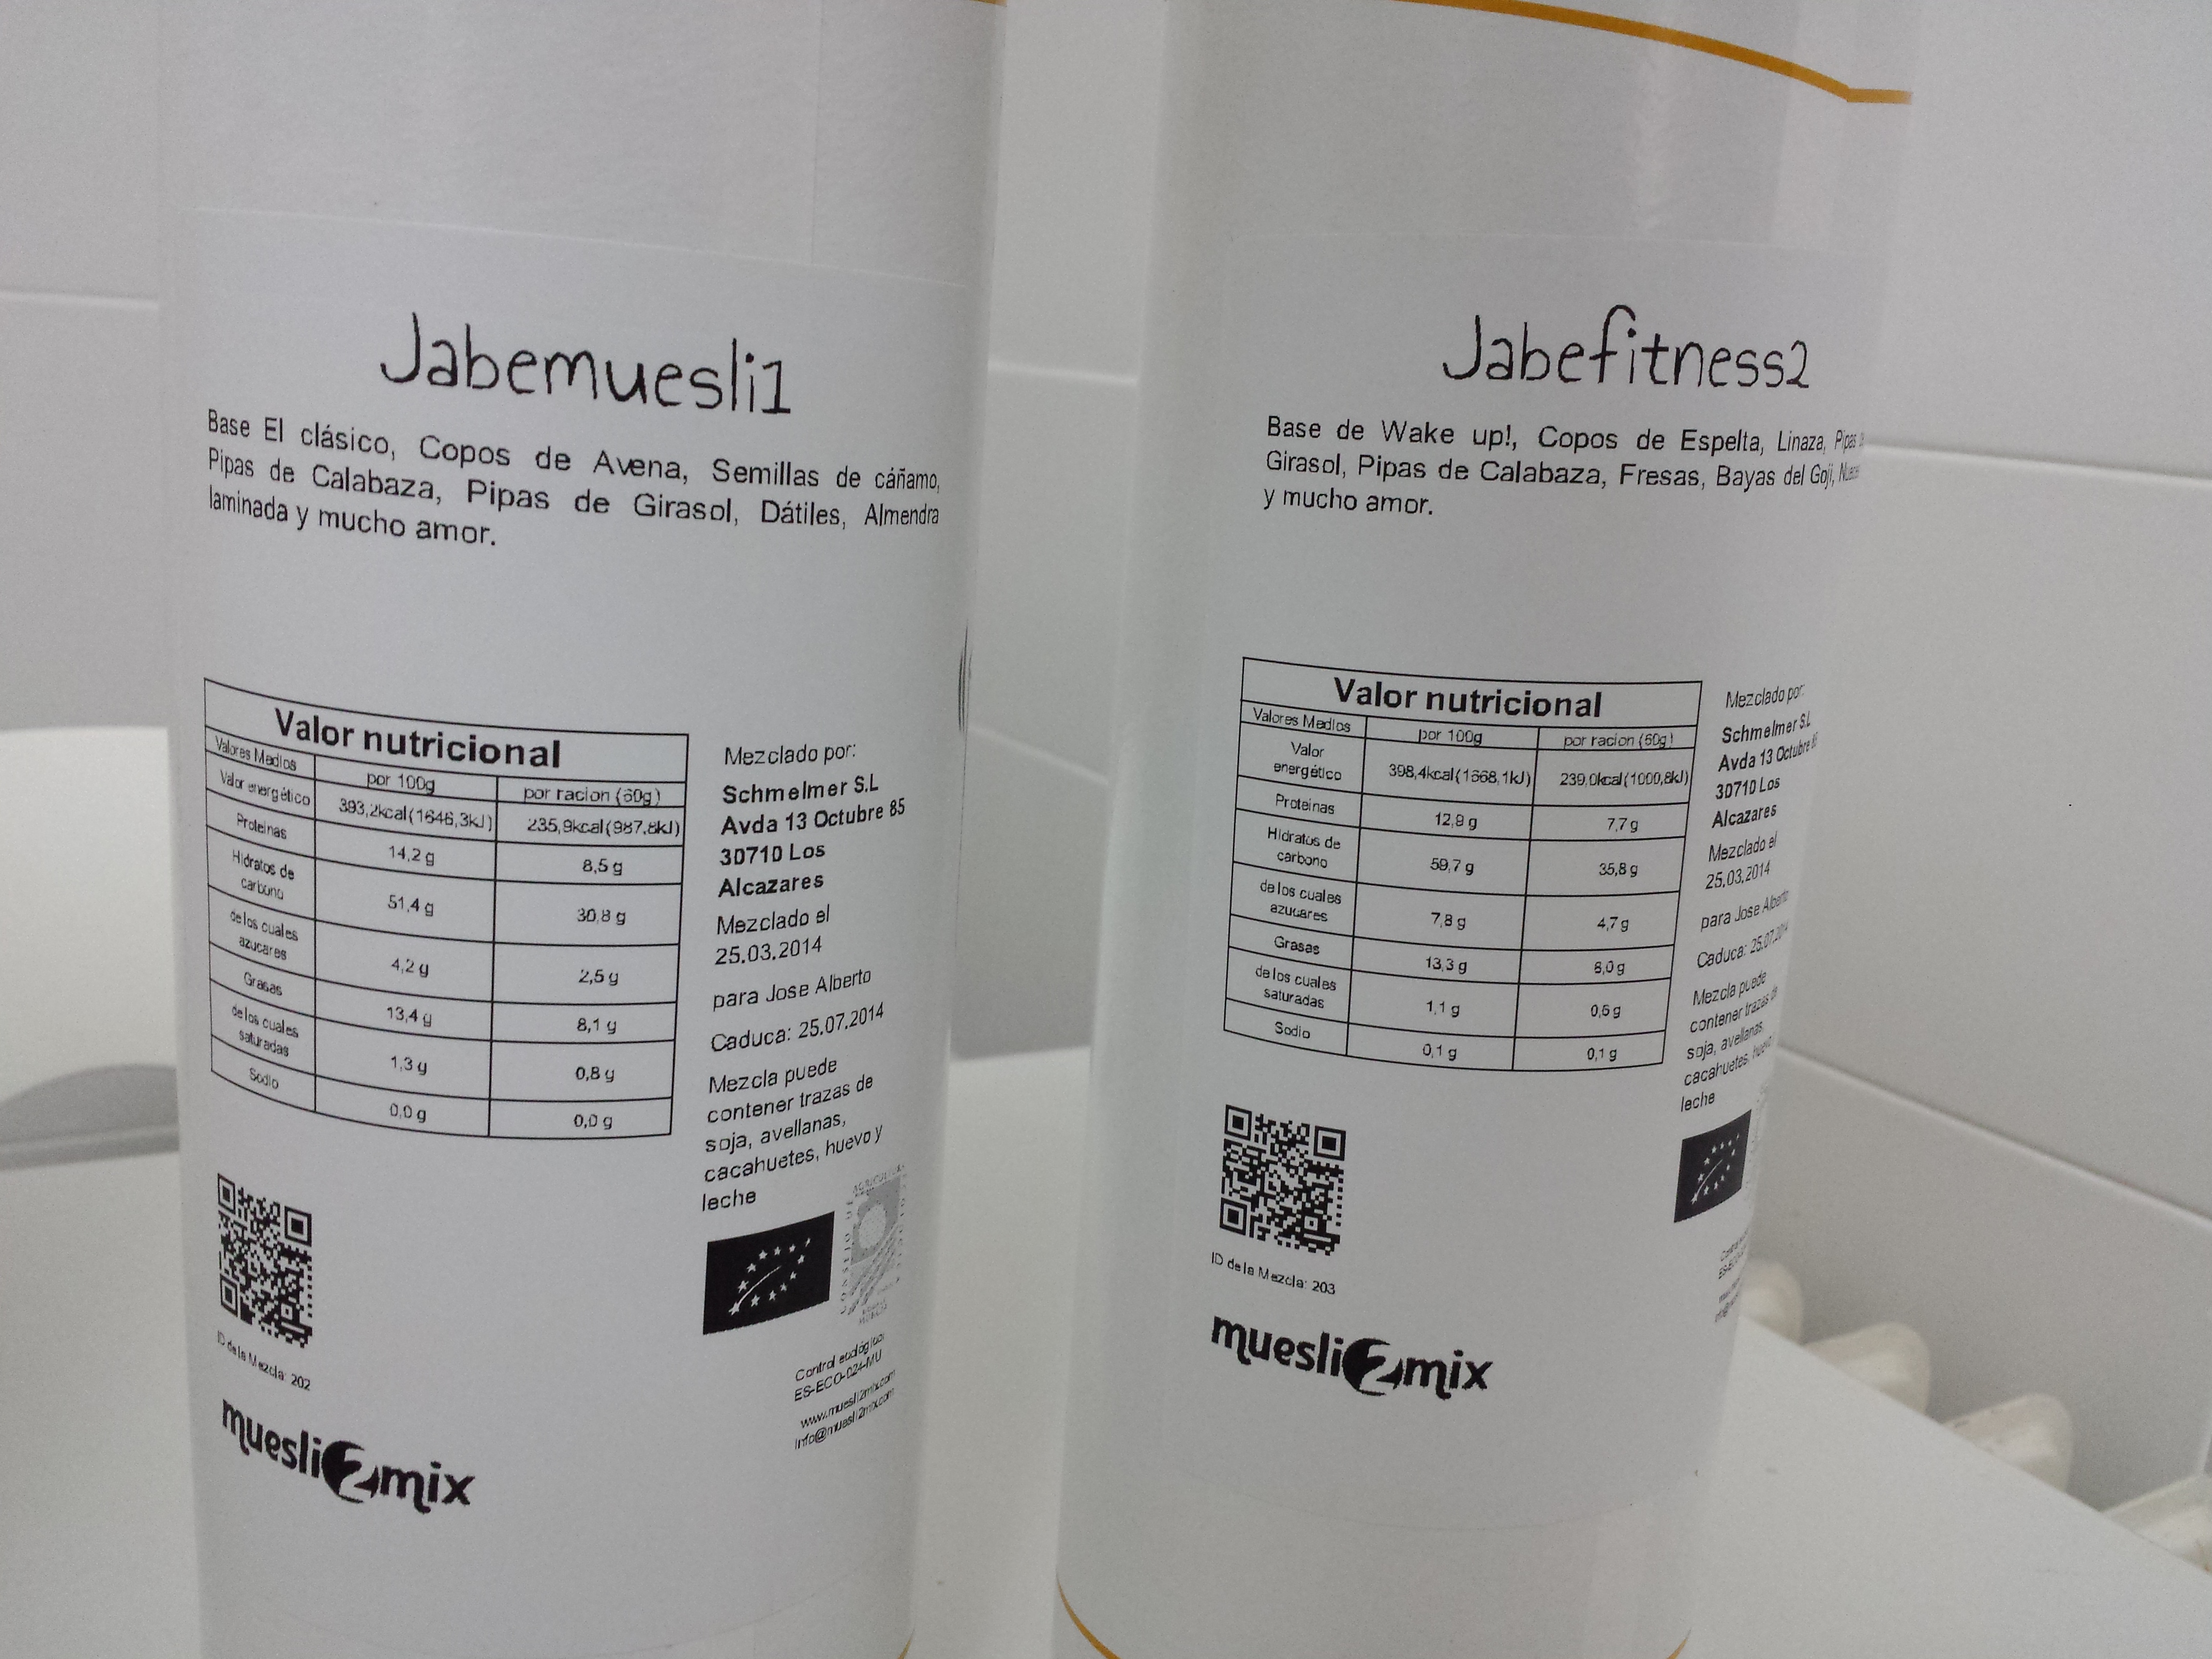 Jabemuesli1
Base El clásico, Copos de Avena, Semillas de cáñamo,
Pipas de Calabaza, Pipas de Girasol, Dátiles, Almendra
laminada y mucho amor.
Valor nutricional
Valores Medios por 100g por racion (60g)
Valor energético 393,2kcal(1646,3kJ) 235,9kcal(987,8kJ)
Proteinas 14,2 g 8,5 g
Hidratos de
carbono 51,4 g 30,8 g
de los cuales
azucares 4,2 g 2,5 g
Grasas 13,4 g 8,1 g
de los cuales
saturadas 1,3 g 0,8 g
Sodio 0,0 g 0,0 g
Mezclado por:
Schmelmer S.L
Avda 13 Octubre 85
30710 Los
Alcazares
Mezclado el
25.03.2014
para Jose Alberto
Caduca: 25.07.2014
Mezcla puede
contener trazas de
soja, avellanas,
cacahuetes, huevo y
leche
Control ecológico:
ES-ECO-024-MU
www.muesli2mix.com
info@muesli2mix.com
ID de la Mezcla: 202
muesli2mix
Jabefitness2
Base de Wake up!, Copos de Espelta, Linaza, Pipas
Girasol, Pipas de Calabaza, Fresas, Bayas del Goji,
y mucho amor.
Valor nutricional
Valores Medios por 100g por racion (60g)
Valor
energético 398,4kcal(1668,1kJ) 239,0kcal(1000,8kJ)
Proteinas 12,9 g 7,7 g
Hidratos de
carbono 59,7 g 35,8 g
de los cuales
azucares 7,8 g 4,7 g
Grasas 13,3 g 8,0 g
de los cuales
saturadas 1,1 g 0,6 g
Sodio 0,1 g 0,1 g
Mezclado por:
Schmelmer S.L
Avda 13 Octubre 85
30710 Los
Alcazares
Mezclado el
25.03.2014
para Jose Alberto
Caduca: 25.07.2014
Mezcla puede
contener trazas de
soja, avellanas,
cacahuetes, huevo
leche
ID de la Mezcla: 203
muesli2mix